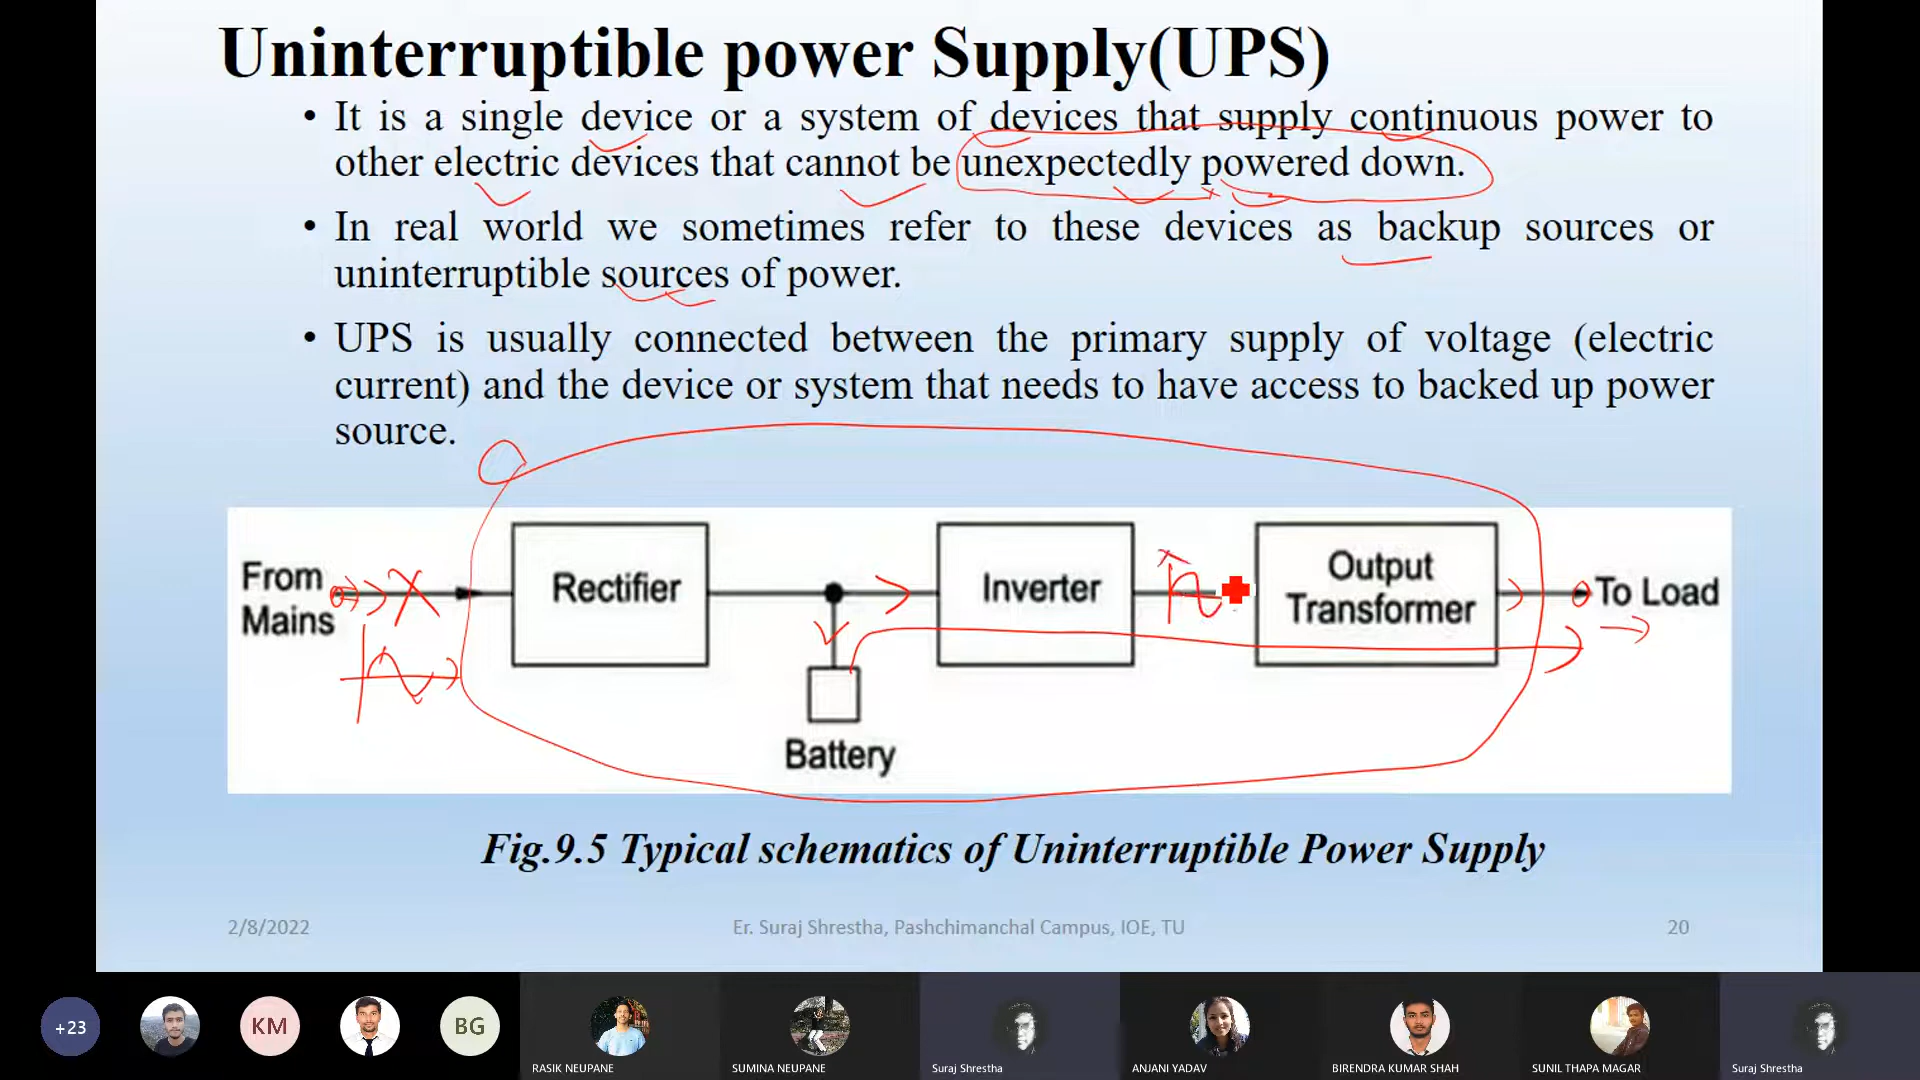 Uninterruptible power Supply(UPS)
• It is a single device or a system of devices that supply continuous power to
other electric devices that cannot be unexpectedly powered down.
• In real world we sometimes refer to these devices as backup sources or
uninterruptible sources of power.
• UPS is usually connected between the primary supply of voltage (electric
current) and the device or system that needs to have access to backed up power
source.
From
Mains
Rectifier
Inverter
Output
Transformer
To Load
Battery
Fig.9.5 Typical schematics of Uninterruptible Power Supply
2/8/2022
Er. Suraj Shrestha, Pashchimanchal Campus, IOE, TU
20
+23
KM
BG
RASIK NEUPANE
SUMINA NEUPANE
Suraj Shrestha
ANJANI YADAV
BIRENDRA KUMAR SHAH
SUNIL THAPA MAGAR
Suraj Shrestha